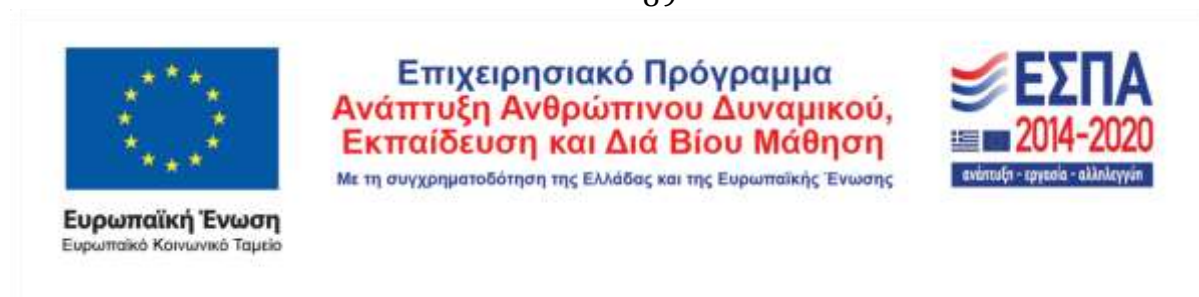 Επιχειρησιακό Πρόγραμμα
Ανάπτυξη Ανθρώπινου Δυναμικού,
Εκπαίδευση και Διά Βίου Μάθηση
Με τη συγχρηματοδότηση της Ελλάδας και της Ευρωπαϊκής Ένωσης
Ευρωπαϊκή Ένωση
Ευρωπαϊκό Κοινωνικό Ταμείο
ΕΣΠΑ
2014-2020
ανάπτυξη - εργασία - αλληλεγγύη